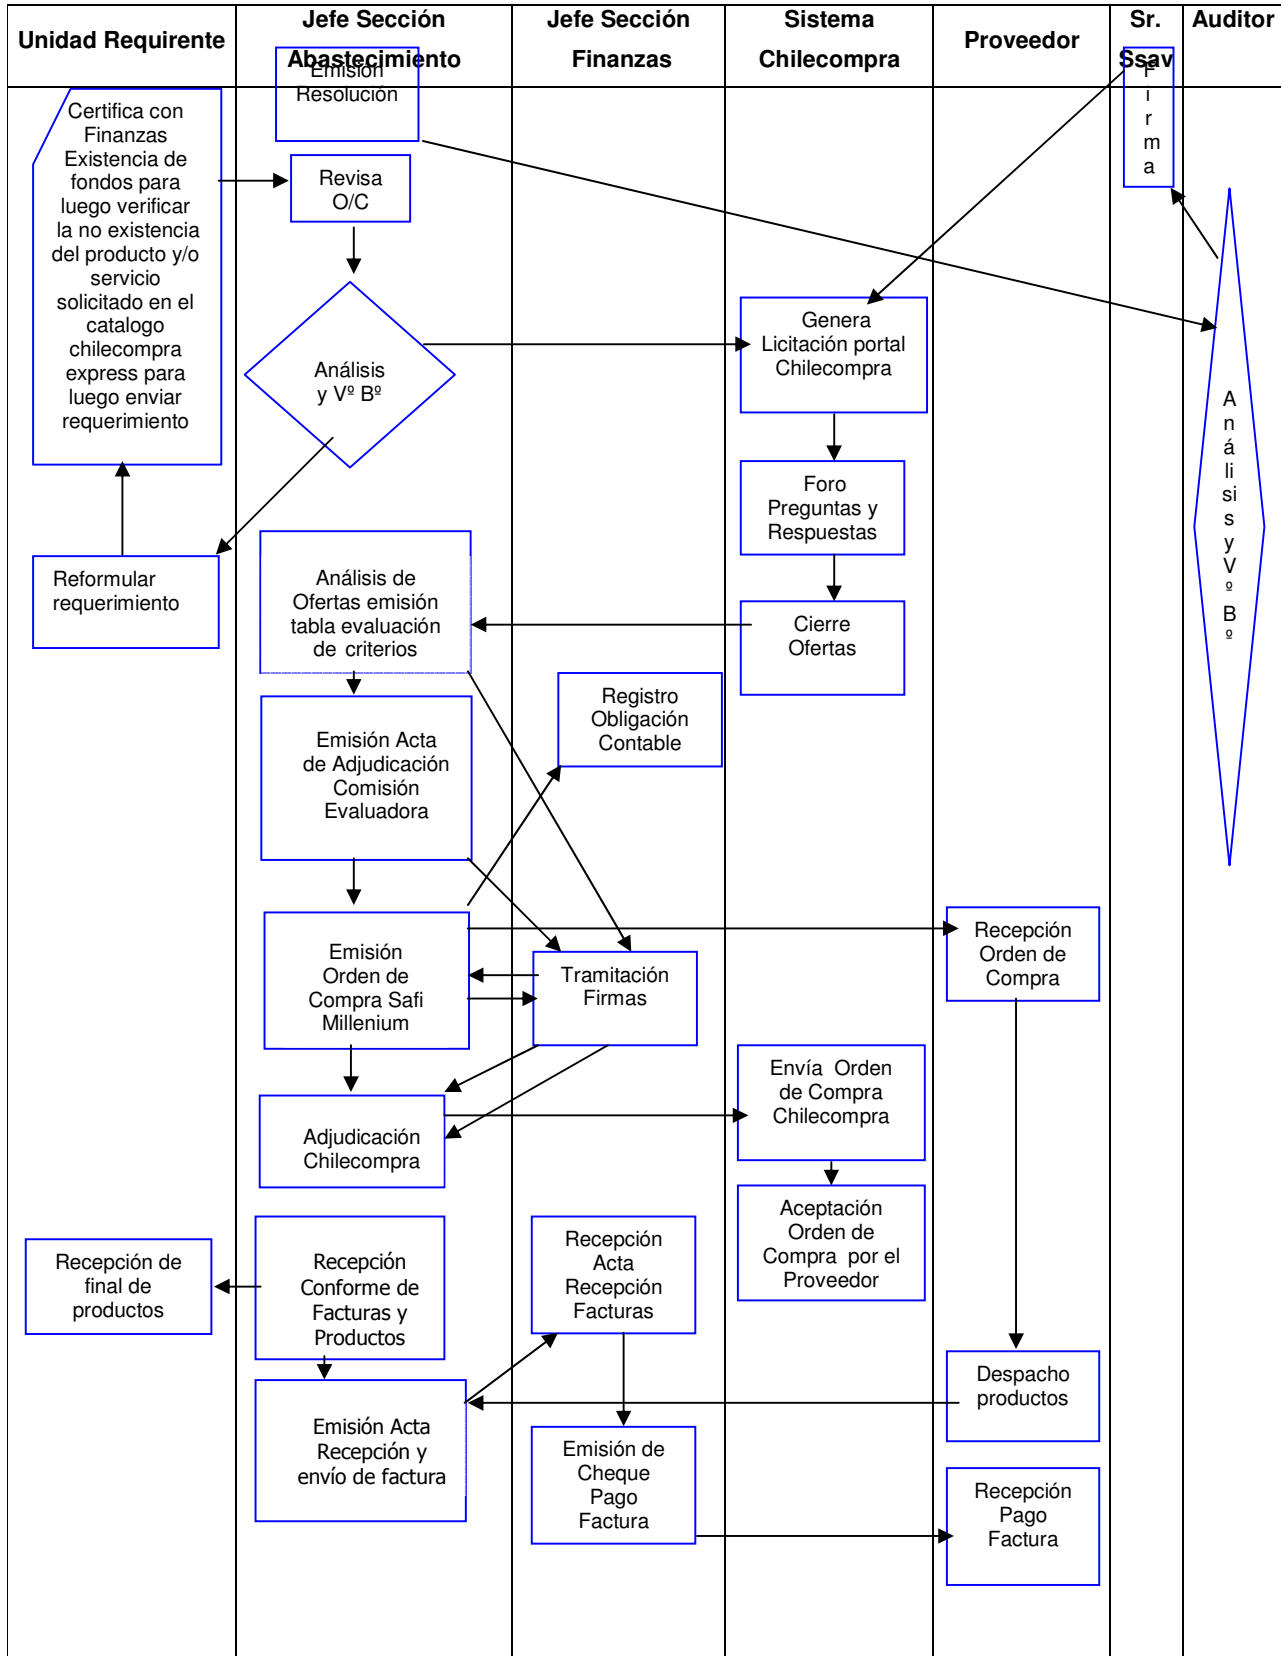 Unidad Requirente
Jefe Sección
Abastecimiento
Jefe Sección
Finanzas
Sistema
Chilecompra
Proveedor
Sr.
Ssav
Auditor
Emisión
Resolución
F
i
r
m
a
Certifica con
Finanzas
Existencia de
fondos para
luego verificar
la no existencia
del producto y/o
servicio
solicitado en el
catalogo
chilecompra
express para
luego enviar
requerimiento
Revisa
O/C
Análisis
y Vº Bº
Genera
Licitación portal
Chilecompra
A
n
á
li
si
s
y
V
º
B
º
Foro
Preguntas y
Respuestas
Reformular
requerimiento
Análisis de
Ofertas emisión
tabla evaluación
de criterios
Cierre
Ofertas
Registro
Obligación
Contable
Emisión Acta
de Adjudicación
Comisión
Evaluadora
Emisión
Orden de
Compra Safi
Millenium
Tramitación
Firmas
Recepción
Orden de
Compra
Envía Orden
de Compra
Chilecompra
Adjudicación
Chilecompra
Aceptación
Orden de
Compra por el
Proveedor
Recepción de
final de
productos
Recepción
Conforme de
Facturas y
Productos
Recepción
Acta
Recepción
Facturas
Despacho
productos
Emisión Acta
Recepción y
envío de factura
Emisión de
Cheque
Pago
Factura
Recepción
Pago
Factura